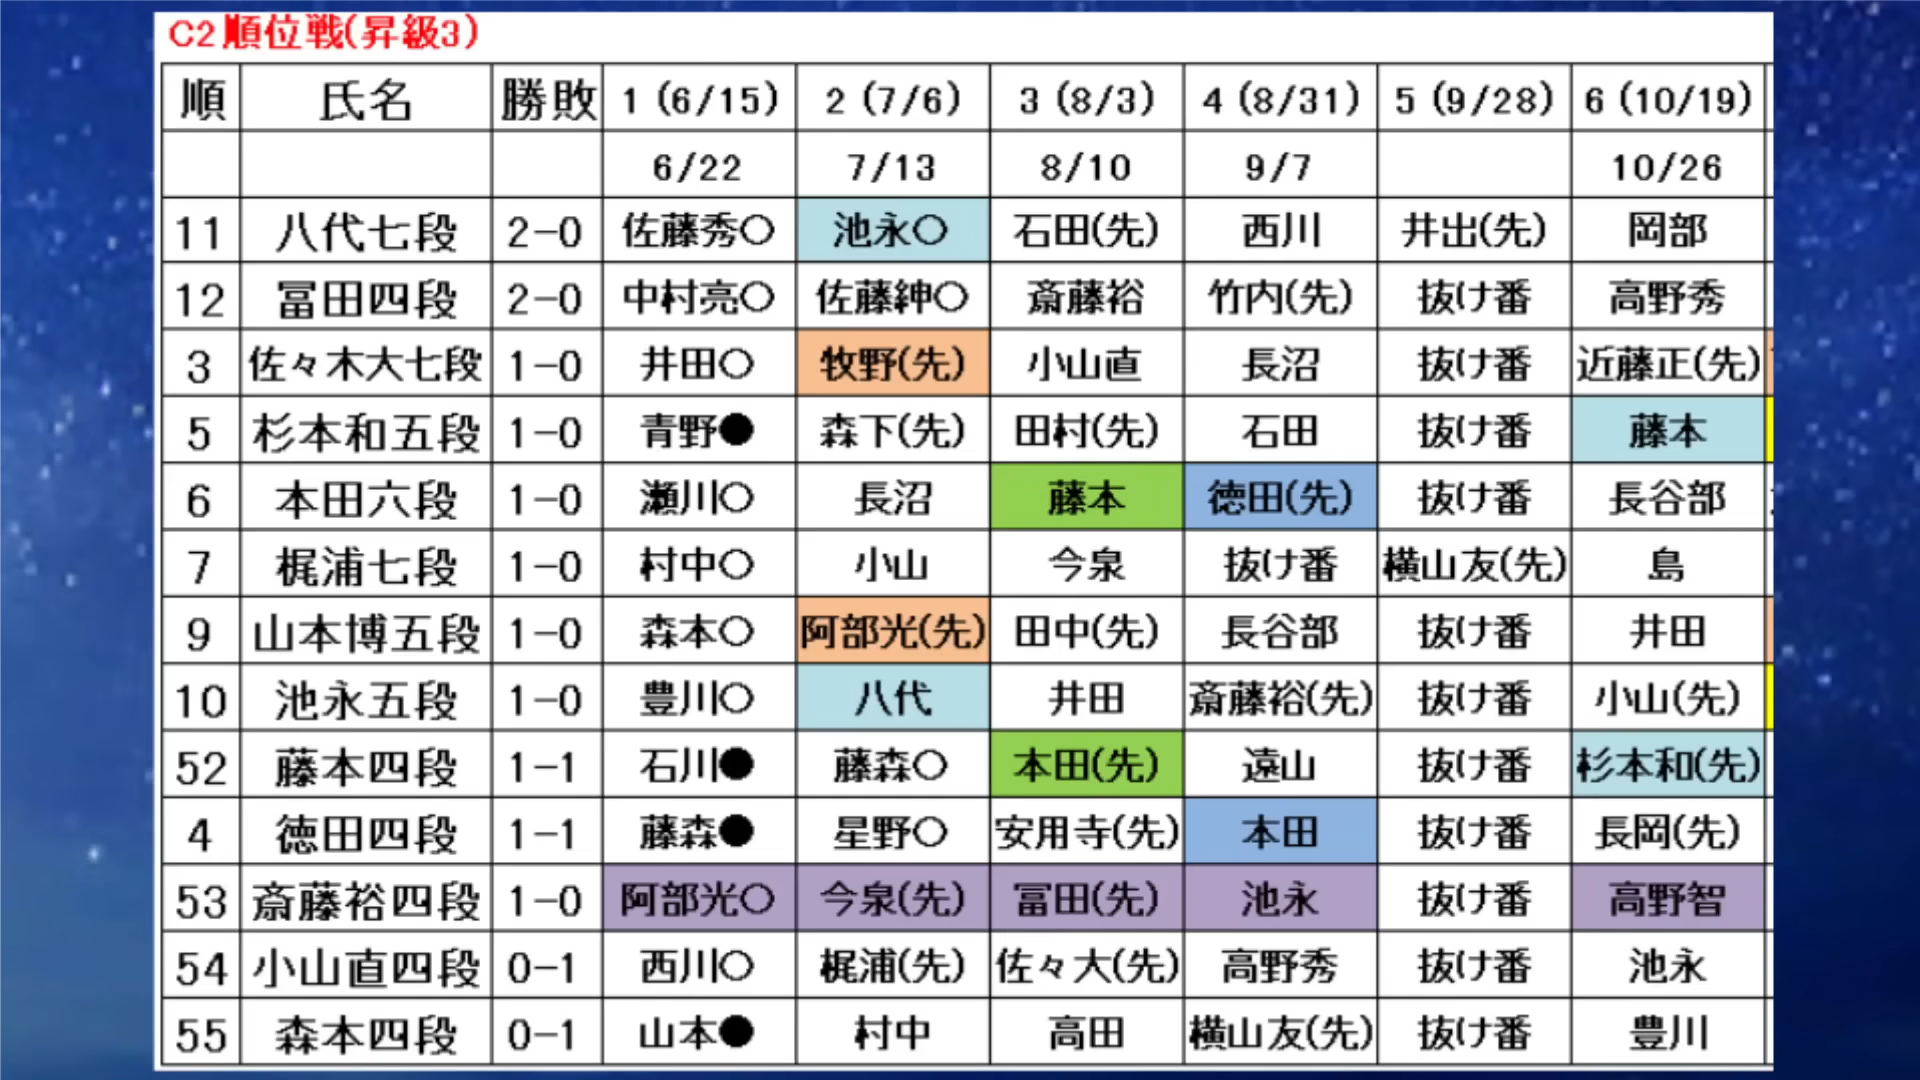 C2順位戦(昇級3)
順 氏名 勝敗 1 (6/15) 2 (7/6) 3 (8/3) 4 (8/31) 5 (9/28) 6 (10/19)
6/22 7/13 8/10 9/7 10/26
11 八代七段 2-0 佐藤秀○ 池永○ 石田(先) 西川 井出(先) 岡部
12 冨田四段 2-0 中村亮○ 佐藤紳○ 斎藤裕 竹内(先) 抜け番 高野秀
3 佐々木大七段 1-0 井田○ 牧野(先) 小山直 長沼 抜け番 近藤正(先)
5 杉本和五段 1-0 青野● 森下(先) 田村(先) 石田 抜け番 藤本
6 本田六段 1-0 瀬川○ 長沼 藤本 徳田(先) 抜け番 長谷部
7 梶浦七段 1-0 村中○ 小山 今泉 抜け番 横山友(先) 島
9 山本博五段 1-0 森本○ 阿部光(先) 田中(先) 長谷部 抜け番 井田
10 池永五段 1-0 豊川○ 八代 井田 斎藤裕(先) 抜け番 小山(先)
52 藤本四段 1-1 石川● 藤森○ 本田(先) 遠山 抜け番 杉本和(先)
4 徳田四段 1-1 藤森● 星野○ 安用寺(先) 本田 抜け番 長岡(先)
53 斎藤裕四段 1-0 阿部光○ 今泉(先) 冨田(先) 池永 抜け番 高野智
54 小山直四段 0-1 西川○ 梶浦(先) 佐々大(先) 高野秀 抜け番 池永
55 森本四段 0-1 山本● 村中 高田 横山友(先) 抜け番 豊川